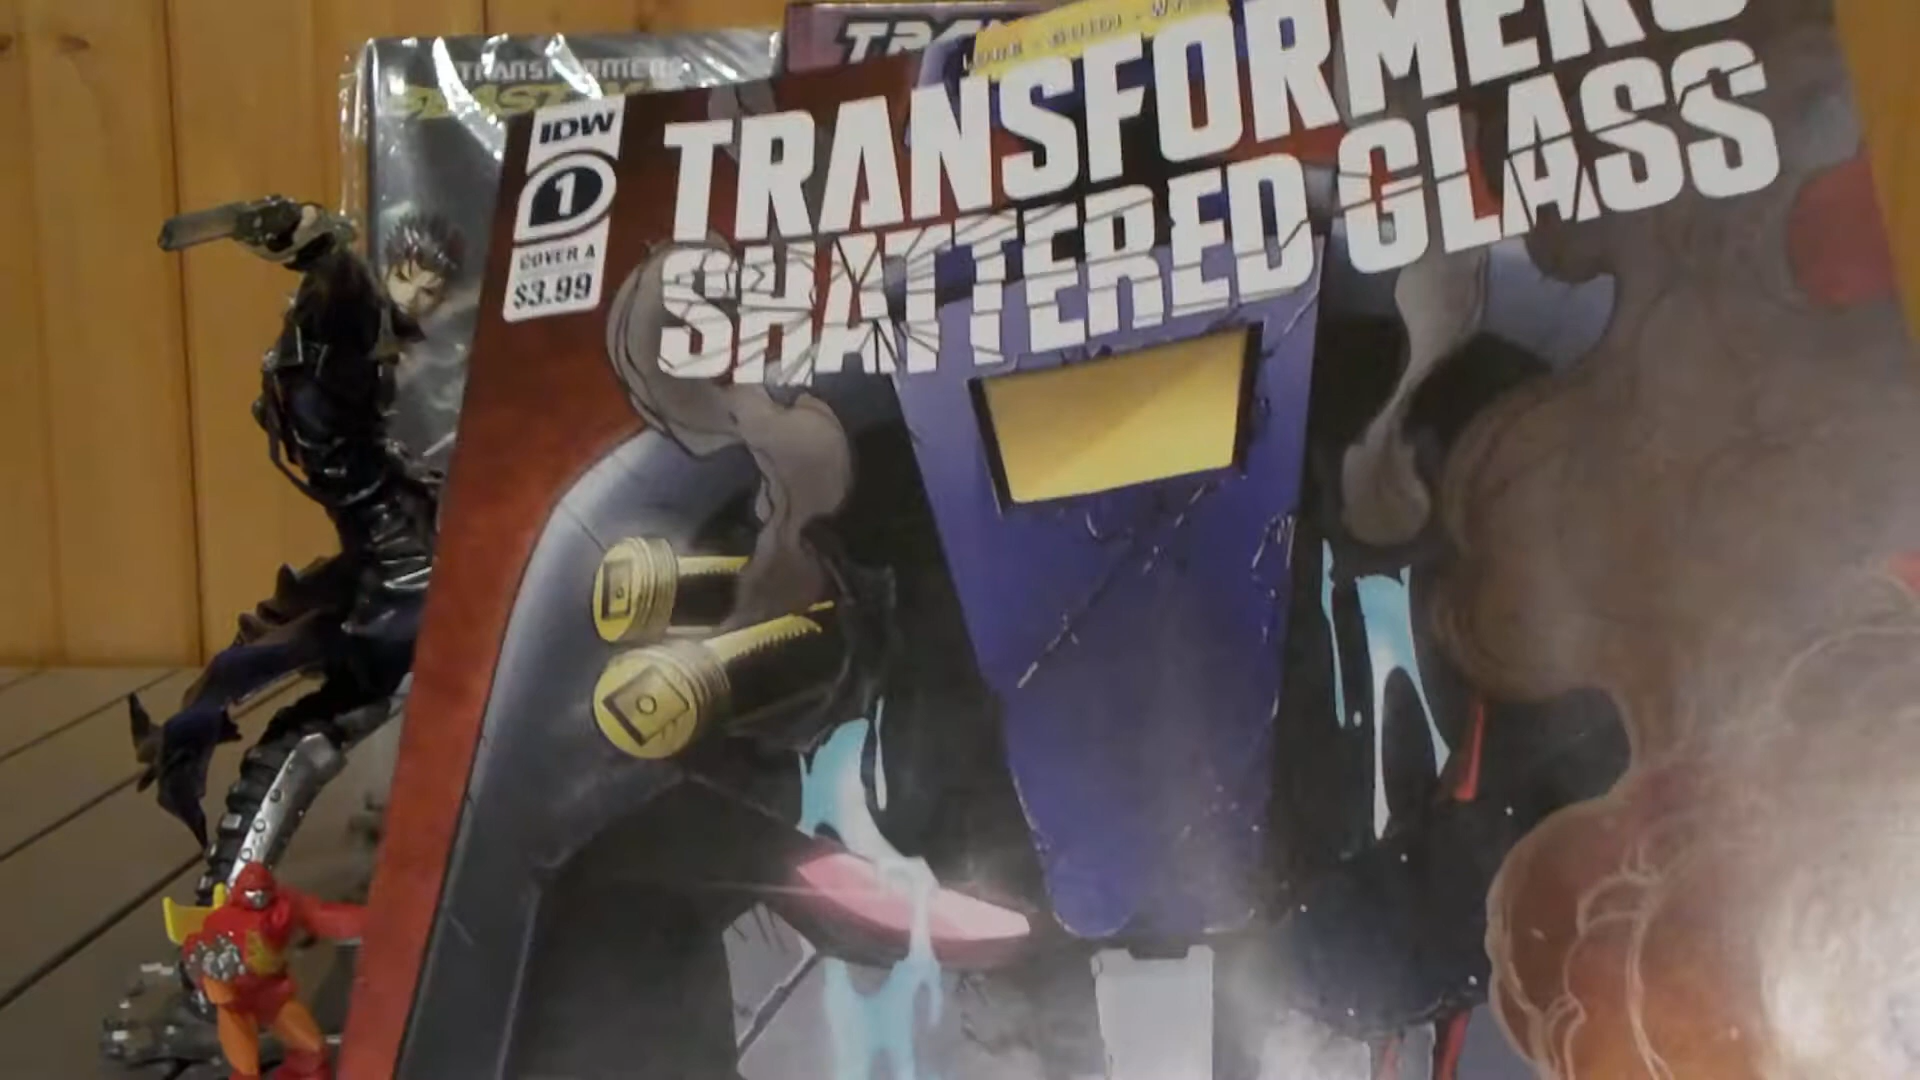 TRANSFORMERS
IDW
1
COVER A
$3.99
TRANSFORMERS
SHATTERED GLASS